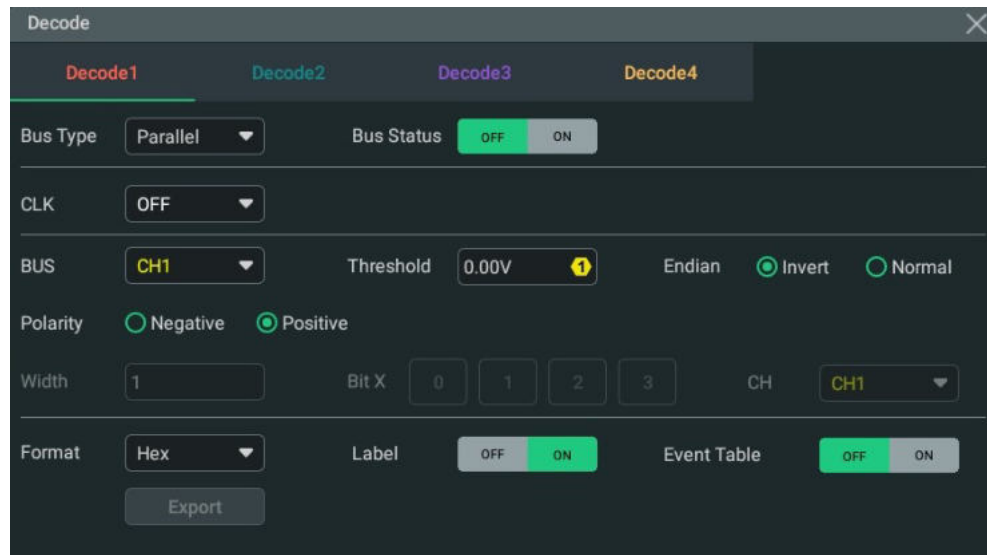 Decode
Decode1 Decode2 Decode3 Decode4
Bus Type Parallel Bus Status OFF ON
CLK OFF
BUS CH1 Threshold 0.00V 1 Endian Invert Normal
Polarity Negative Positive
Width 1 Bit X 0 1 2 3 CH CH1
Format Hex Label OFF ON Event Table OFF ON
Export